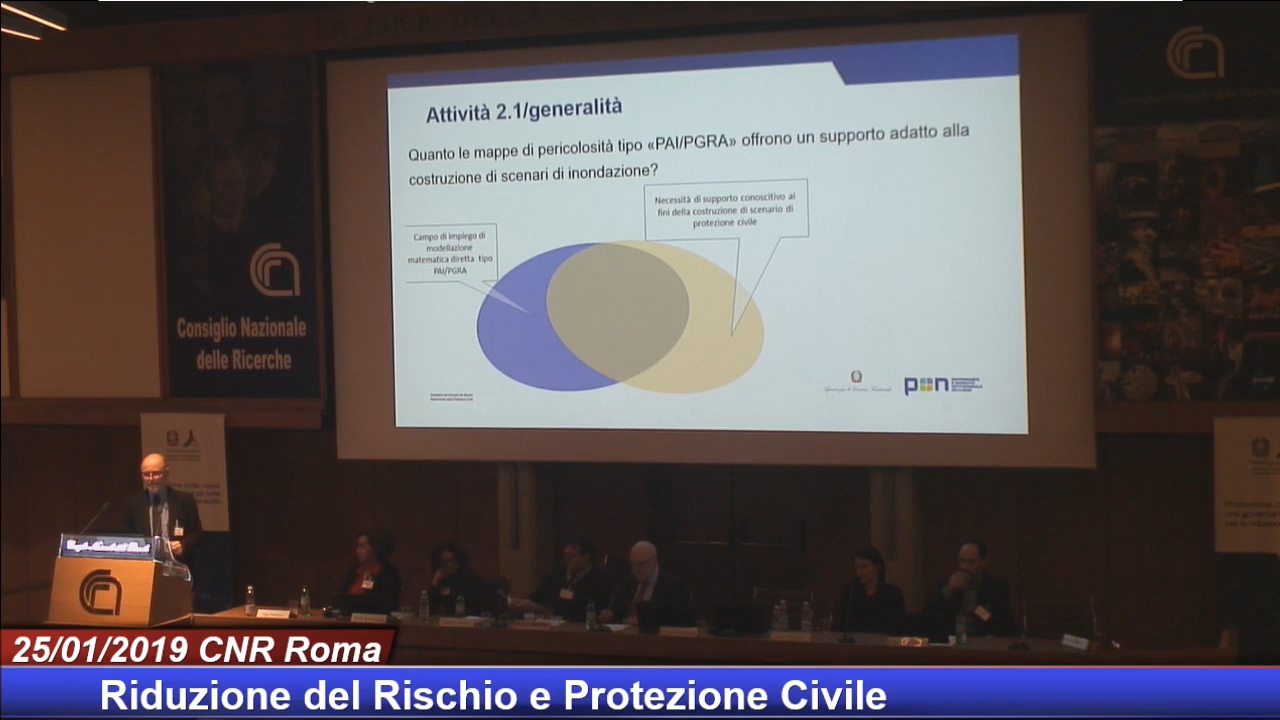 Attività 2.1/generalità
Quanto le mappe di pericolosità tipo «PAI/PGRA» offrono un supporto adatto alla
costruzione di scenari di inondazione?
Necessità di supporto conoscitivo ai
fini della costruzione di scenario di
protezione civile
Campo di impiego di
modellazione
matematica diretta tipo
PAI/PGRA
Consiglio Nazionale
delle Ricerche
pon
25/01/2019 CNR Roma
Riduzione del Rischio e Protezione Civile